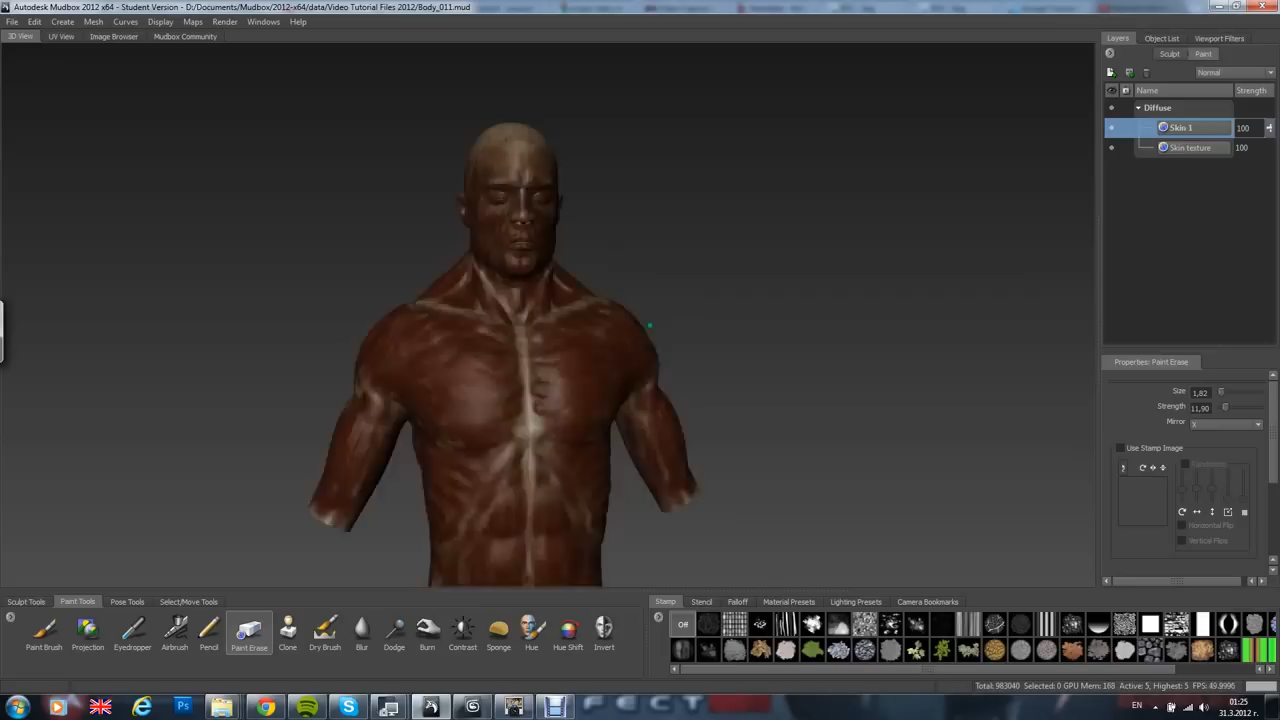 Autodesk Mudbox 2012 x64 - Student Version - D:/Documents/Mudbox/2012-x64/data/Video Tutorial Files 2012/Body_011.mud
File Edit Create Mesh Curves Display Maps Render Windows Help
3D View UV View Image Browser Mudbox Community
Layers Object List Viewport Filters
Sculpt Paint
Normal
Name Strength
Diffuse
Skin 1 100
Skin texture 100
Properties: Paint Erase
Size 1,82
Strength 11,90
Mirror X
Use Stamp Image
Horizontal Flip
Vertical Flips
Sculpt Tools Paint Tools Pose Tools Select/Move Tools
Stamp Stencil Falloff Material Presets Lighting Presets Camera Bookmarks
Off
Paint Brush Projection Eyedropper Airbrush Pencil Paint Erase Clone Dry Brush Blur Dodge Burn Contrast Sponge Hue Hue Shift Invert
Total: 983040 Selected: 0 GPU Mem: 168 Active: 5, Highest: 5 FPS: 49.9996
EN 01:25
31.3.2012 г.